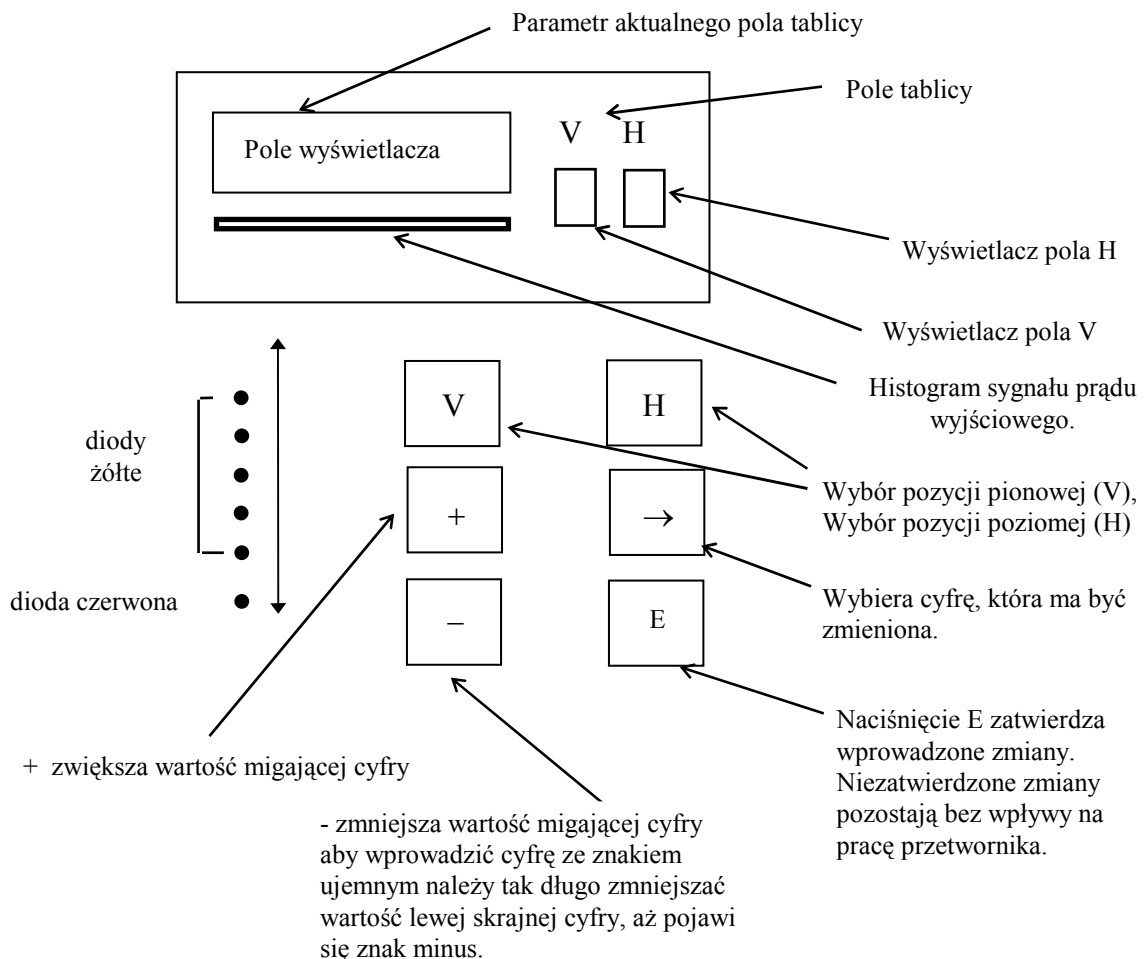 Parametr aktualnego pola tablicy
Pole tablicy
V H
Pole wyświetlacza
Wyświetlacz pola H
Wyświetlacz pola V
Histogram sygnału prądu
wyjściowego.
V
H
diody
żółte
Wybór pozycji pionowej (V),
Wybór pozycji poziomej (H)
+
→
dioda czerwona
Wybiera cyfrę, która ma być
zmieniona.
–
E
Naciśnięcie E zatwierdza
wprowadzone zmiany.
Niezatwierdzone zmiany
pozostają bez wpływy na
pracę przetwornika.
+ zwiększa wartość migającej cyfry
- zmniejsza wartość migającej cyfry
aby wprowadzić cyfrę ze znakiem
ujemnym należy tak długo zmniejszać
wartość lewej skrajnej cyfry, aż pojawi
się znak minus.